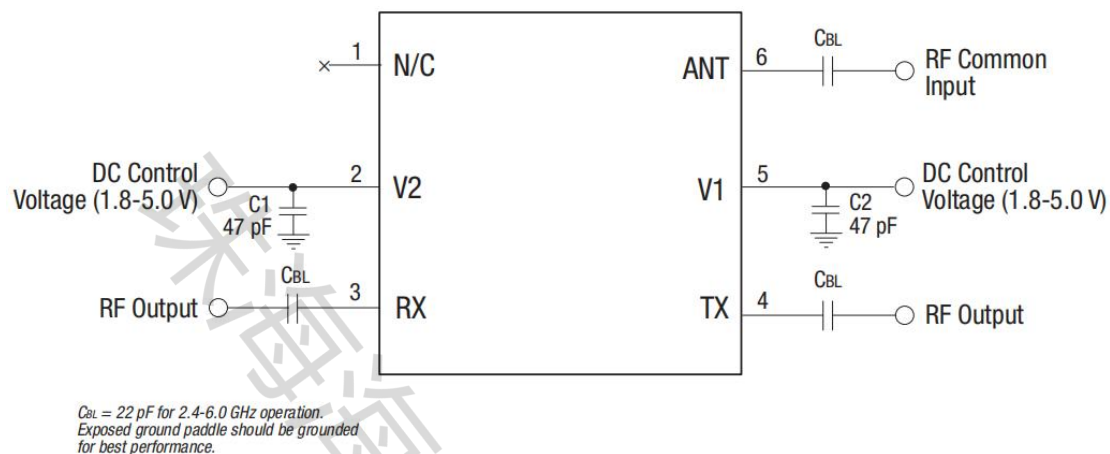 1
N/C
ANT
6
CBL
RF Common
Input
DC Control
Voltage (1.8-5.0 V)
2
V2
C1
47 pF
V1
5
C2
47 pF
DC Control
Voltage (1.8-5.0 V)
RF Output
CBL
3
RX
TX
4
CBL
RF Output
CBL = 22 pF for 2.4-6.0 GHz operation.
Exposed ground paddle should be grounded
for best performance.
珠海海